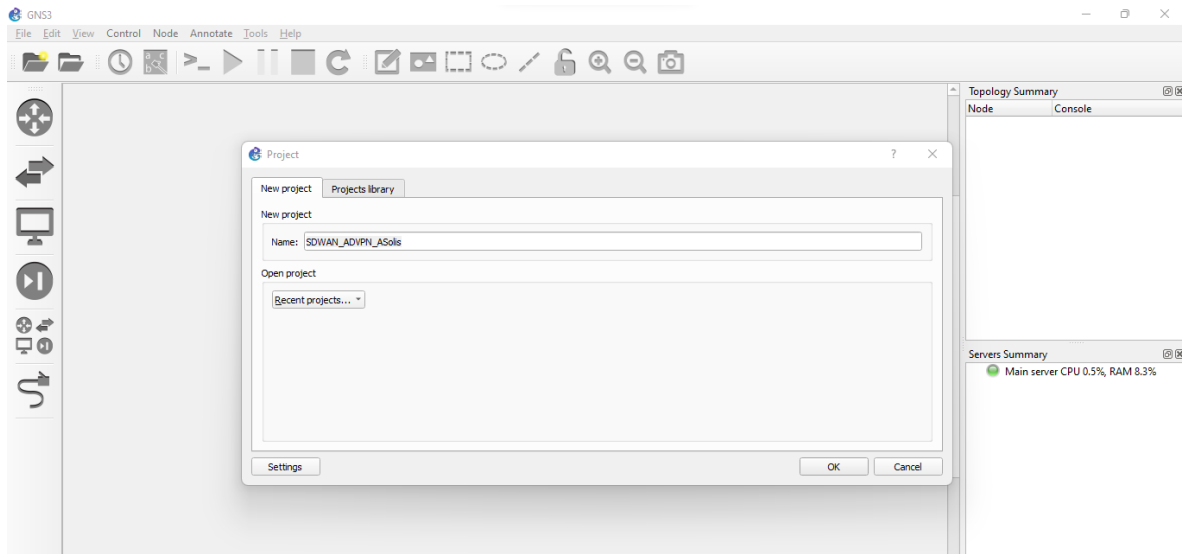 GNS3
File Edit View Control Node Annotate Tools Help
Topology Summary
Node Console
Project
New project Projects library
New project
Name: SDWAN_ADVPN_ASolis
Open project
Recent projects...
Settings OK Cancel
Servers Summary
Main server CPU 0.5%, RAM 8.3%